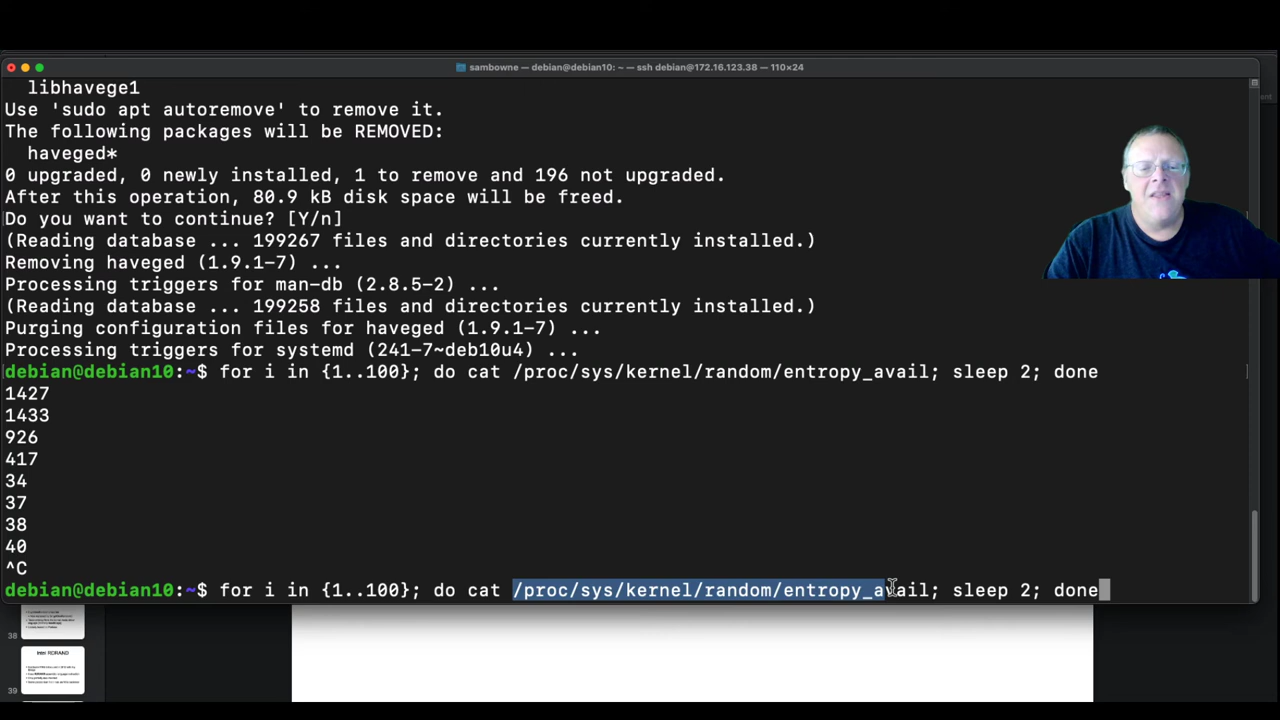 sambowne — debian@debian10: ~ — ssh debian@172.16.123.38 — 110×24
libhavege1
Use 'sudo apt autoremove' to remove it.
The following packages will be REMOVED:
haveged*
0 upgraded, 0 newly installed, 1 to remove and 196 not upgraded.
After this operation, 80.9 kB disk space will be freed.
Do you want to continue? [Y/n]
(Reading database ... 199267 files and directories currently installed.)
Removing haveged (1.9.1-7) ...
Processing triggers for man-db (2.8.5-2) ...
(Reading database ... 199258 files and directories currently installed.)
Purging configuration files for haveged (1.9.1-7) ...
Processing triggers for systemd (241-7~deb10u4) ...
debian@debian10:~$ for i in {1..100}; do cat /proc/sys/kernel/random/entropy_avail; sleep 2; done
1427
1433
926
417
34
37
38
40
^C
debian@debian10:~$ for i in {1..100}; do cat /proc/sys/kernel/random/entropy_avail; sleep 2; done
38
Intel RDRAND
39